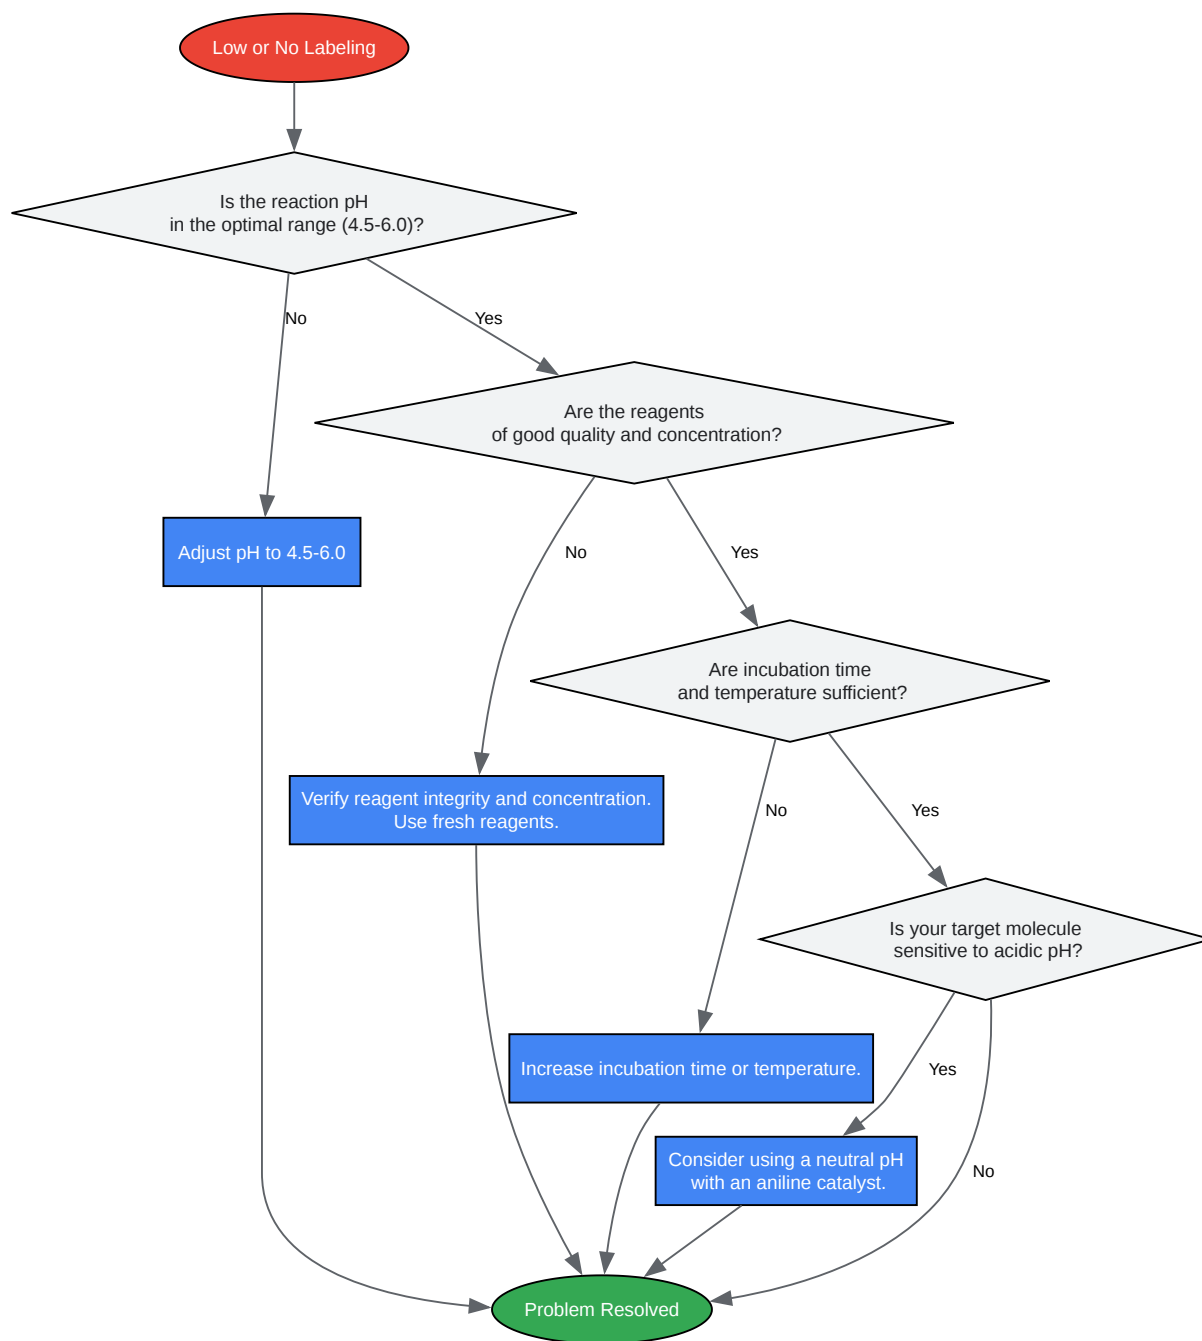 Low or No Labeling
Is the reaction pH
in the optimal range (4.5-6.0)?
No
Yes
Are the reagents
of good quality and concentration?
Adjust pH to 4.5-6.0
No
Yes
Are incubation time
and temperature sufficient?
Verify reagent integrity and concentration.
Use fresh reagents.
No
Yes
Is your target molecule
sensitive to acidic pH?
Increase incubation time or temperature.
Yes
Consider using a neutral pH
with an aniline catalyst.
No
Problem Resolved